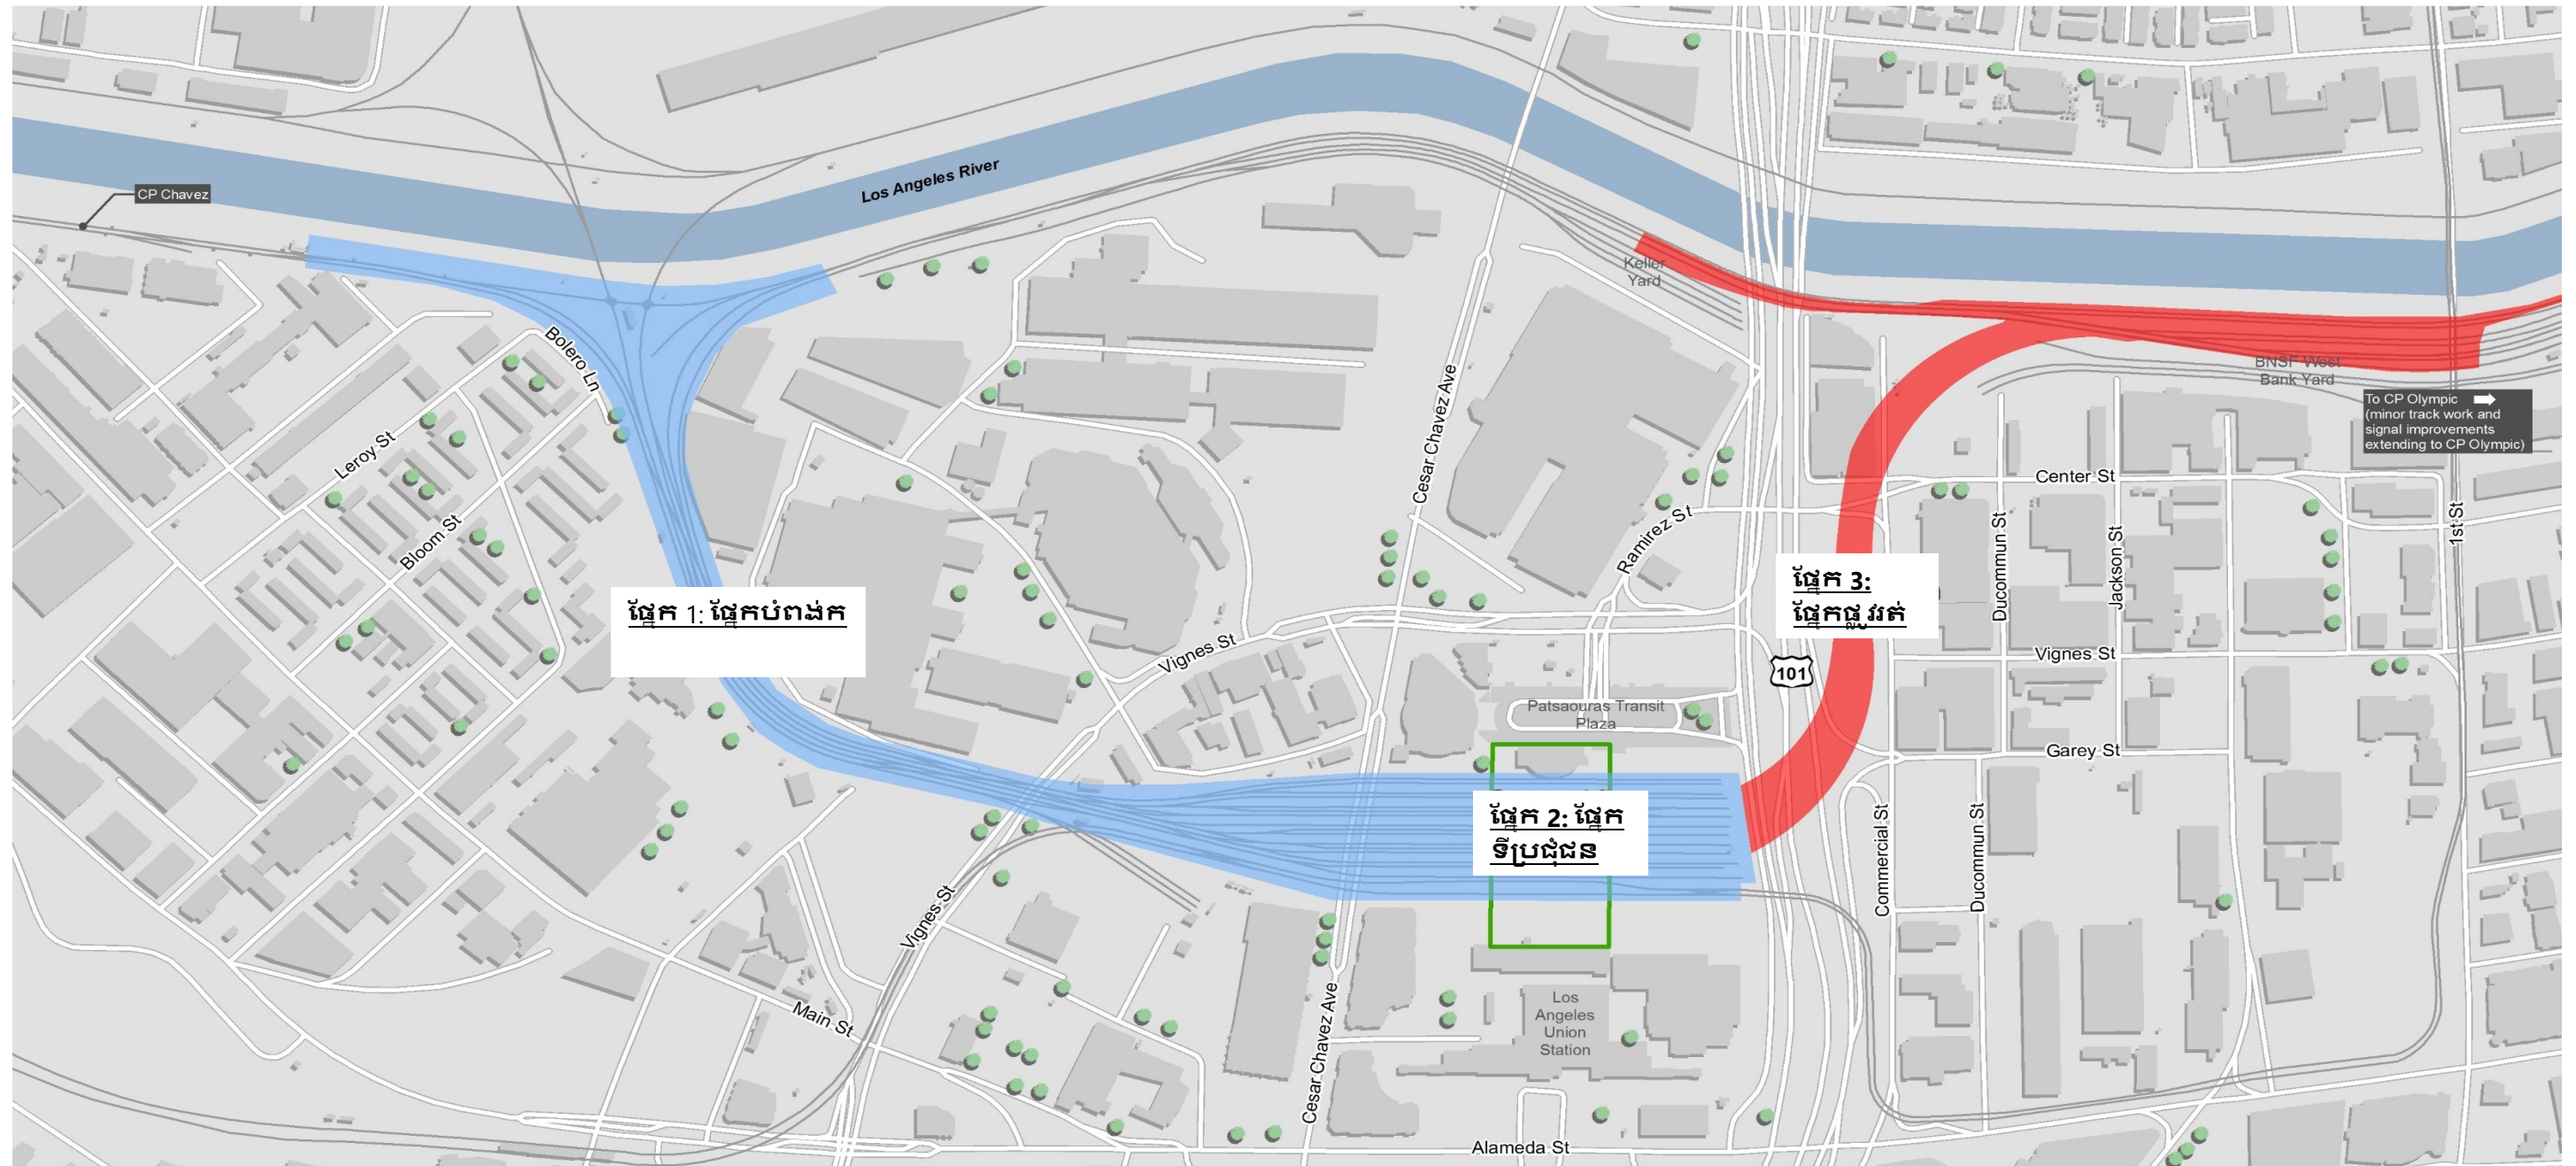 CP Chavez
Los Angeles River
Keller
Yard
BNSF West
Bank Yard
To CP Olympic
(minor track work and
signal improvements
extending to CP Olympic)
Bolero Ln
Leroy St
Bloom St
Cesar Chavez Ave
Ramirez St
Center St
Ducommun St
Jackson St
1st St
ផ្នែក 1: ផ្នែកបំពង់ក
ផ្នែក 3:
ផ្នែកផ្លូវរត់
Vignes St
Vignes St
101
Patsaouras Transit
Plaza
Garey St
ផ្នែក 2: ផ្នែក
ទីប្រជុំជន
Commercial St
Ducommun St
Vignes St
Main St
Cesar Chavez Ave
Los
Angeles
Union
Station
Alameda St